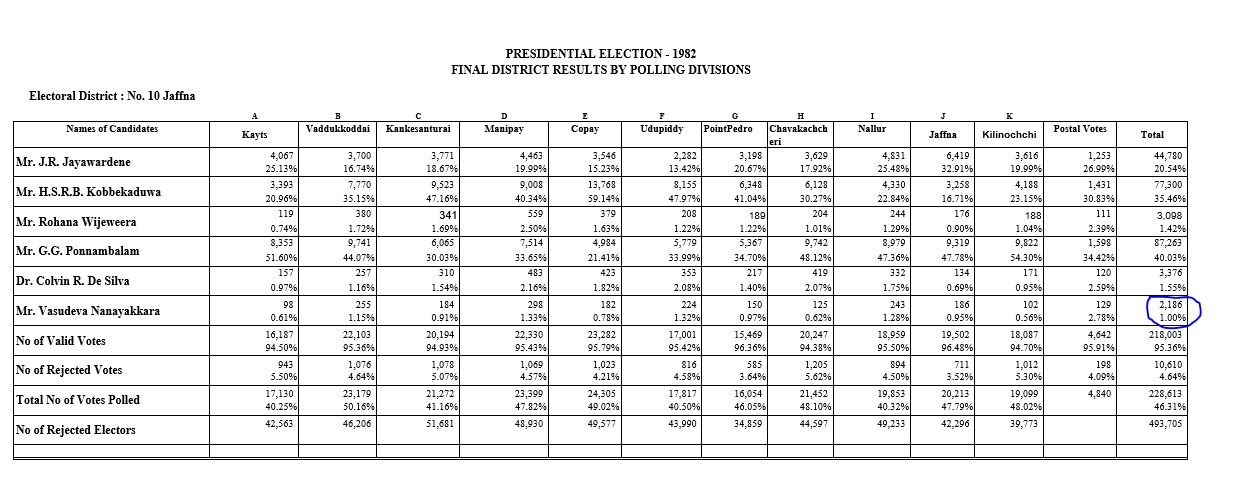 PRESIDENTIAL ELECTION - 1982
FINAL DISTRICT RESULTS BY POLLING DIVISIONS
Electoral District : No. 10 Jaffna
A B C D E F G H I J K
Names of Candidates Kayts Vaddukkoddai Kankesanturai Manipay Copay Udupiddy PointPedro Chavakachch Nallur Jaffna Kilinochchi Postal Votes Total
eri
4,067 3,700 3,771 4,463 3,546 2,282 3,198 3,629 4,831 6,419 3,616 1,253 44,780
Mr. J.R. Jayawardene
25.13% 16.74% 18.67% 19.99% 15.23% 13.42% 20.67% 17.92% 25.48% 32.91% 19.99% 26.99% 20.54%
3,393 7,770 9,523 9,008 13,768 8,155 6,348 6,128 4,330 3,258 4,188 1,431 77,300
Mr. H.S.R.B. Kobbekaduwa
20.96% 35.15% 47.16% 40.34% 59.14% 47.97% 41.04% 30.27% 22.84% 16.71% 23.15% 30.83% 35.46%
119 380 341 559 379 208 189 204 244 176 188 111 3,098
Mr. Rohana Wijeweera
0.74% 1.72% 1.69% 2.50% 1.63% 1.22% 1.22% 1.01% 1.29% 0.90% 1.04% 2.39% 1.42%
8,353 9,741 6,065 7,514 4,984 5,779 5,367 9,742 8,979 9,319 9,822 1,598 87,263
Mr. G.G. Ponnambalam
51.60% 44.07% 30.03% 33.65% 21.41% 33.99% 34.70% 48.12% 47.36% 47.78% 54.30% 34.42% 40.03%
157 257 310 483 423 353 217 419 332 134 171 120 3,376
Dr. Colvin R. De Silva
0.97% 1.16% 1.54% 2.16% 1.82% 2.08% 1.40% 2.07% 1.75% 0.69% 0.95% 2.59% 1.55%
98 255 184 298 182 224 150 125 243 186 102 129 2,186
Mr. Vasudeva Nanayakkara
0.61% 1.15% 0.91% 1.33% 0.78% 1.32% 0.97% 0.62% 1.28% 0.95% 0.56% 2.78% 1.00%
16,187 22,103 20,194 22,330 23,282 17,001 15,469 20,247 18,959 19,502 18,087 4,642 218,003
No of Valid Votes
94.50% 95.36% 94.93% 95.43% 95.79% 95.42% 96.36% 94.38% 95.50% 96.48% 94.70% 95.91% 95.36%
943 1,076 1,078 1,069 1,023 816 585 1,205 894 711 1,012 198 10,610
No of Rejected Votes
5.50% 4.64% 5.07% 4.57% 4.21% 4.58% 3.64% 5.62% 4.50% 3.52% 5.30% 4.09% 4.64%
17,130 23,179 21,272 23,399 24,305 17,817 16,054 21,452 19,853 20,213 19,099 4,840 228,613
Total No of Votes Polled
40.25% 50.16% 41.16% 47.82% 49.02% 40.50% 46.05% 48.10% 40.32% 47.79% 48.02% 46.31%
No of Rejected Electors 42,563 46,206 51,681 48,930 49,577 43,990 34,859 44,597 49,233 42,296 39,773 493,705